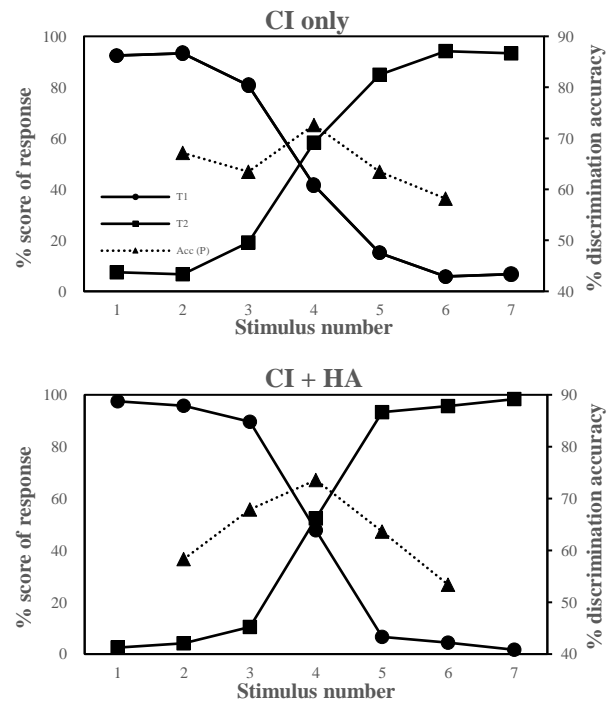 CI only
100
80
60
40
20
0
% score of response
T1
T2
Acc (P)
90
80
70
60
50
40
% discrimination accuracy
1 2 3 4 5 6 7
Stimulus number
CI + HA
100
80
60
40
20
0
% score of response
90
80
70
60
50
40
% discrimination accuracy
1 2 3 4 5 6 7
Stimulus number